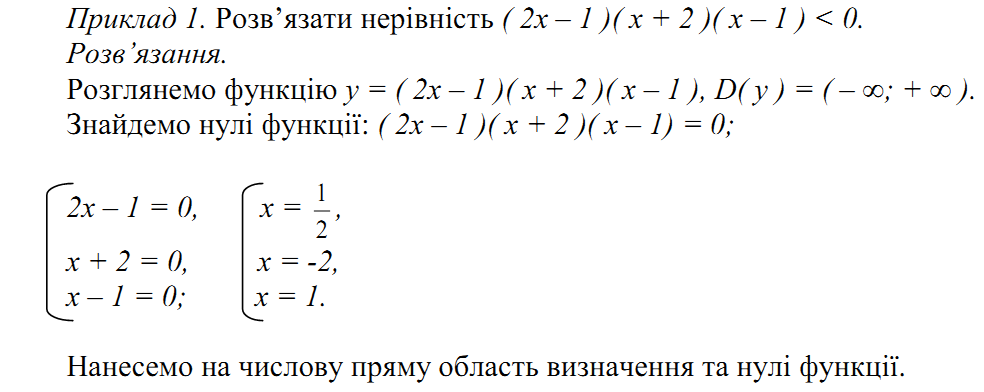 Приклад 1. Розв’язати нерівність ( 2x – 1 )( x + 2 )( x – 1 ) < 0.
Розв’язання.
Розглянемо функцію y = ( 2x – 1 )( x + 2 )( x – 1 ), D( y ) = ( – ∞; + ∞ ).
Знайдемо нулі функції: ( 2x – 1 )( x + 2 )( x – 1) = 0;
2x – 1 = 0, x = 1/2,
x + 2 = 0, x = -2,
x – 1 = 0; x = 1.
Нанесемо на числову пряму область визначення та нулі функції.